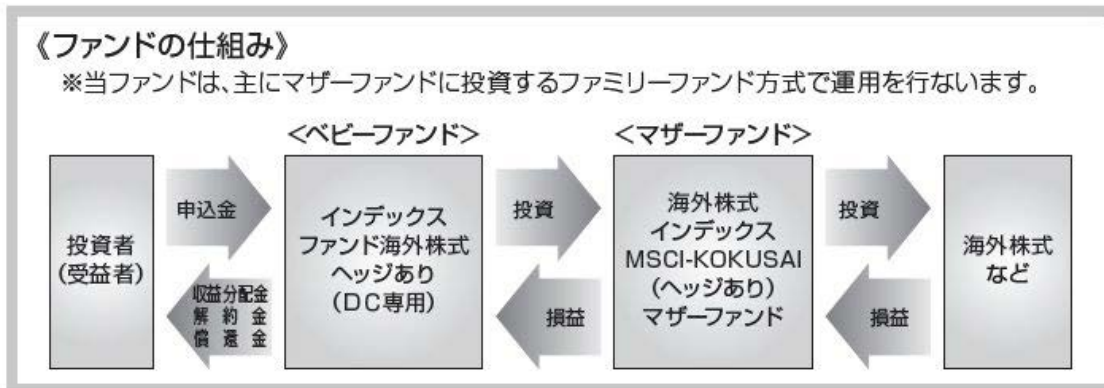 《ファンドの仕組み》
※当ファンドは、主にマザーファンドに投資するファミリーファンド方式で運用を行ないます。
＜ベビーファンド＞
＜マザーファンド＞
投資者
(受益者)
申込金
収益分配金
解約金
償還金
インデックス
ファンド海外株式
ヘッジあり
(DC専用)
投資
損益
海外株式
インデックス
MSCI-KOKUSAI
(ヘッジあり)
マザーファンド
投資
損益
海外株式
など